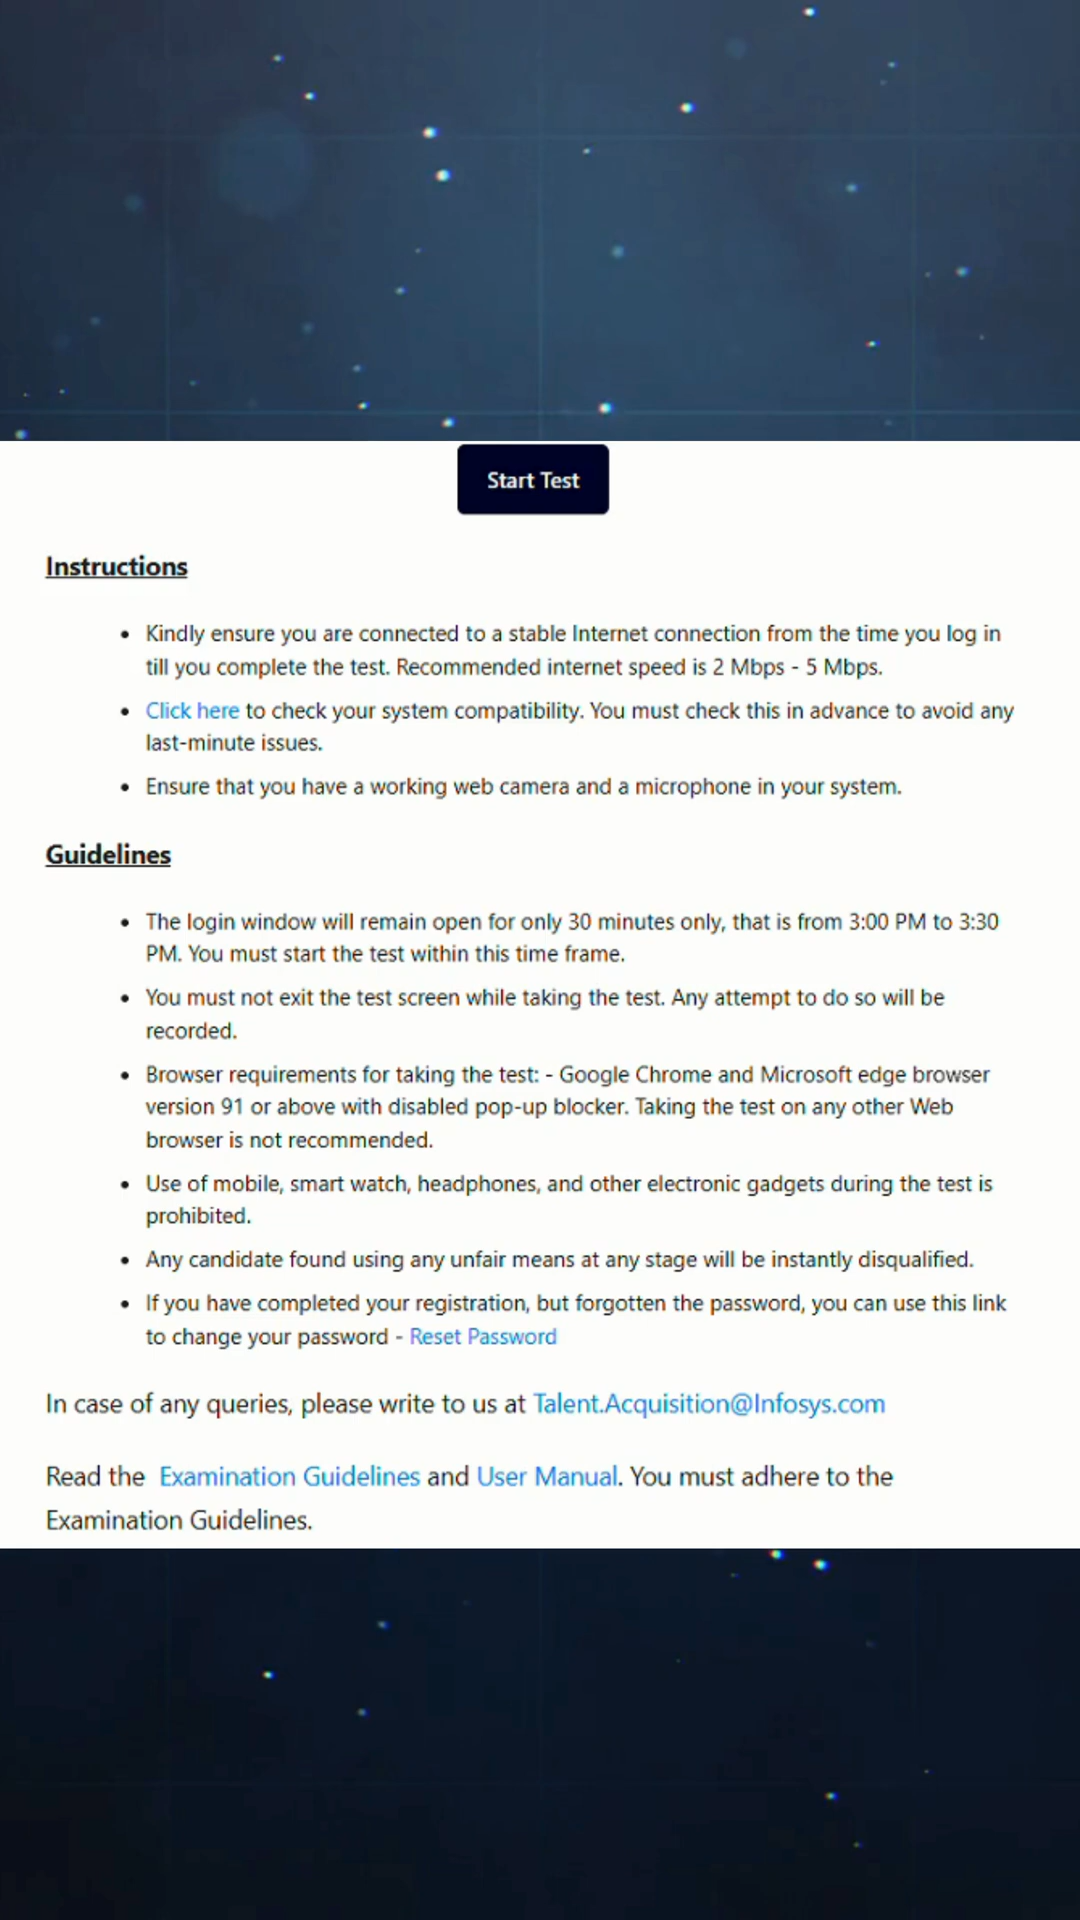 Start Test
Instructions
• Kindly ensure you are connected to a stable Internet connection from the time you log in
till you complete the test. Recommended internet speed is 2 Mbps - 5 Mbps.
• Click here to check your system compatibility. You must check this in advance to avoid any
last-minute issues.
• Ensure that you have a working web camera and a microphone in your system.
Guidelines
• The login window will remain open for only 30 minutes only, that is from 3:00 PM to 3:30
PM. You must start the test within this time frame.
• You must not exit the test screen while taking the test. Any attempt to do so will be
recorded.
• Browser requirements for taking the test: - Google Chrome and Microsoft edge browser
version 91 or above with disabled pop-up blocker. Taking the test on any other Web
browser is not recommended.
• Use of mobile, smart watch, headphones, and other electronic gadgets during the test is
prohibited.
• Any candidate found using any unfair means at any stage will be instantly disqualified.
• If you have completed your registration, but forgotten the password, you can use this link
to change your password - Reset Password
In case of any queries, please write to us at Talent.Acquisition@Infosys.com
Read the Examination Guidelines and User Manual. You must adhere to the
Examination Guidelines.